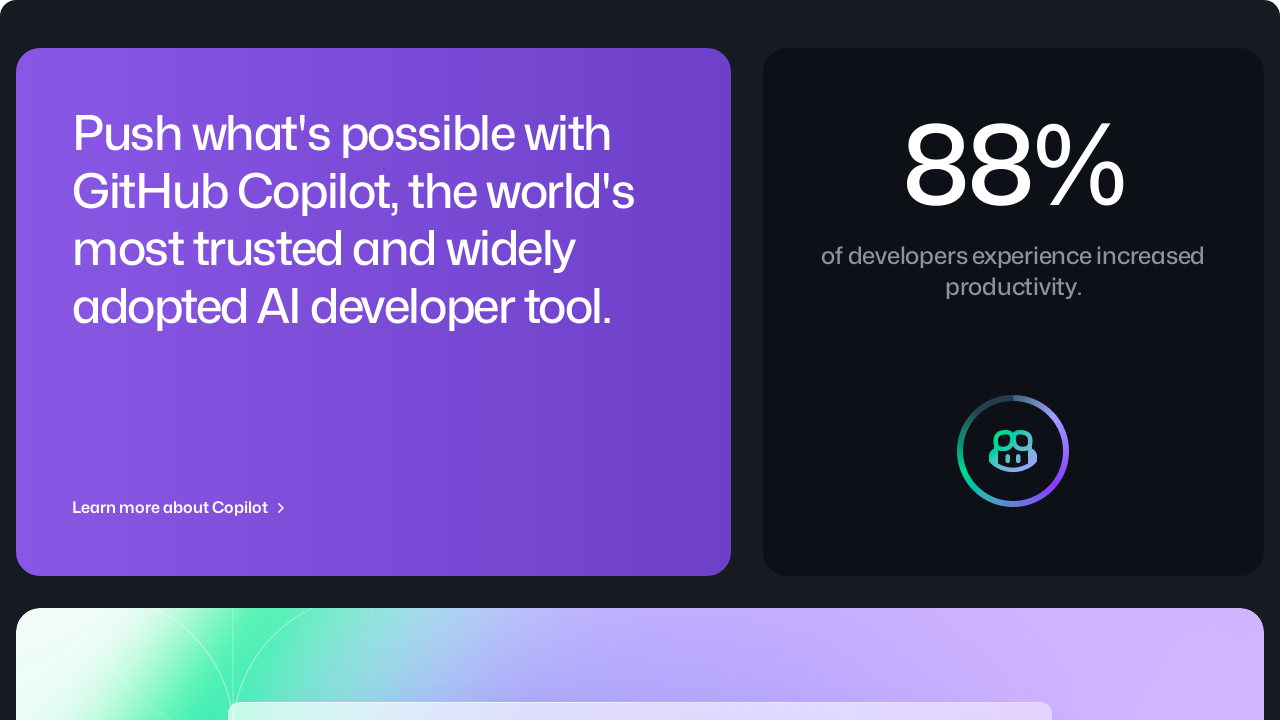 Push what's possible with
GitHub Copilot, the world's
most trusted and widely
adopted AI developer tool.
Learn more about Copilot
88%
of developers experience increased
productivity.